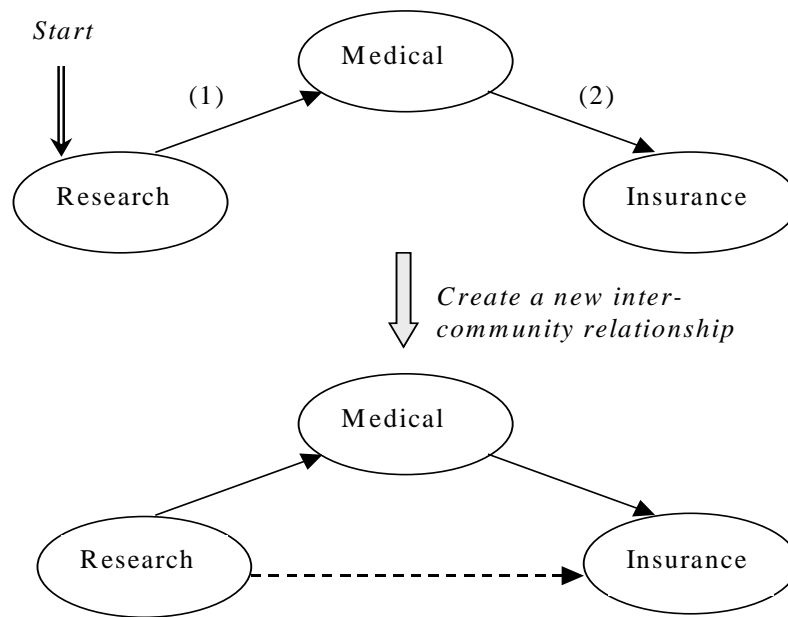 Start
Medical
(1)
(2)
Research
Insurance
Create a new inter-
community relationship
Medical
Research
Insurance